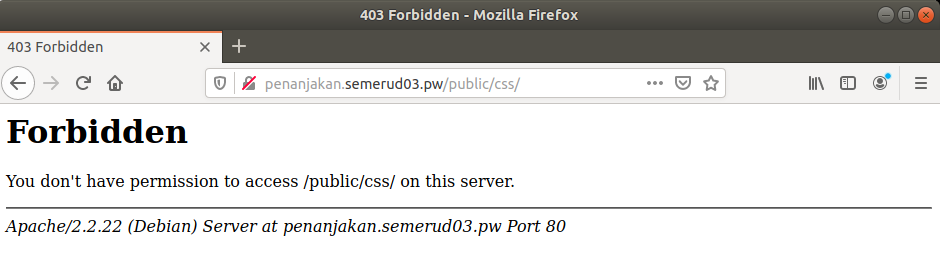 403 Forbidden - Mozilla Firefox
403 Forbidden
penanjakan.semerud03.pw/public/css/
Forbidden
You don't have permission to access /public/css/ on this server.
Apache/2.2.22 (Debian) Server at penanjakan.semerud03.pw Port 80